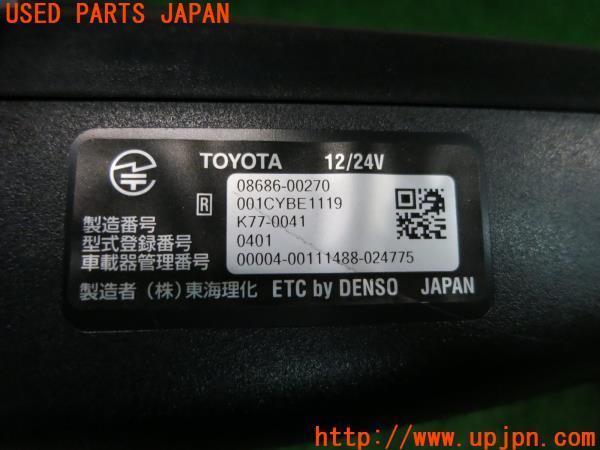 USED PARTS JAPAN
TOYOTA 12/24V
08686-00270
R 001CYBE1119
製造番号 K77-0041
型式登録番号 0401
車載器管理番号 00004-00111488-024775
製造者 (株)東海理化 ETC by DENSO JAPAN
UPJ http://www.upjpn.com/